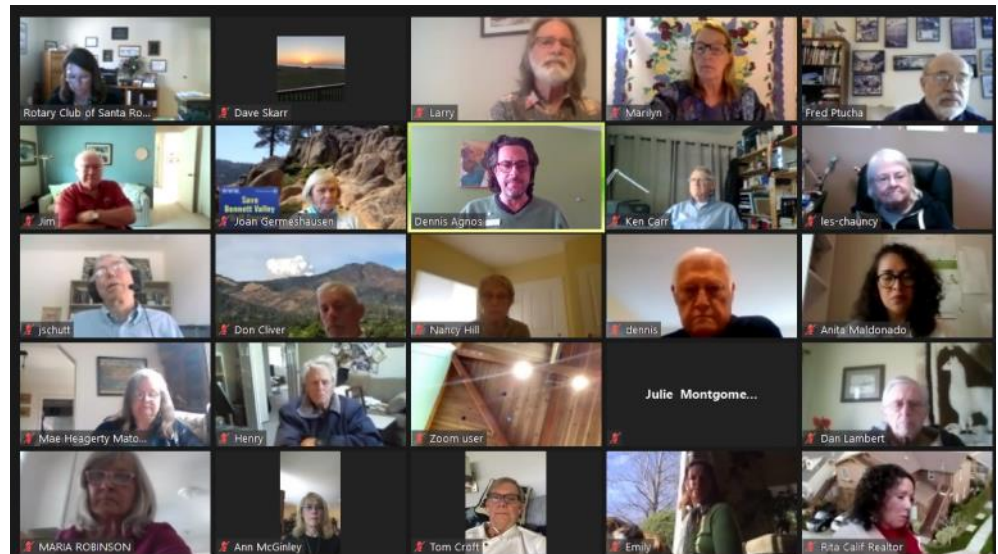 Rotary Club of Santa Ro...
Dave Skarr
Larry
Marilyn
Fred Ptucha
Jim
Save
Bennett Valley
Joan Germeshausen
Dennis Agnos
Ken Carr
les-chauncy
jschutt
Don Cliver
Nancy Hill
dennis
Anita Maldonado
Mae Heagerty Mato...
Henry
Zoom user
Julie Montgome...
Dan Lambert
MARIA ROBINSON
Ann McGinley
Tom Croft
Emily
Rita Calif Realtor